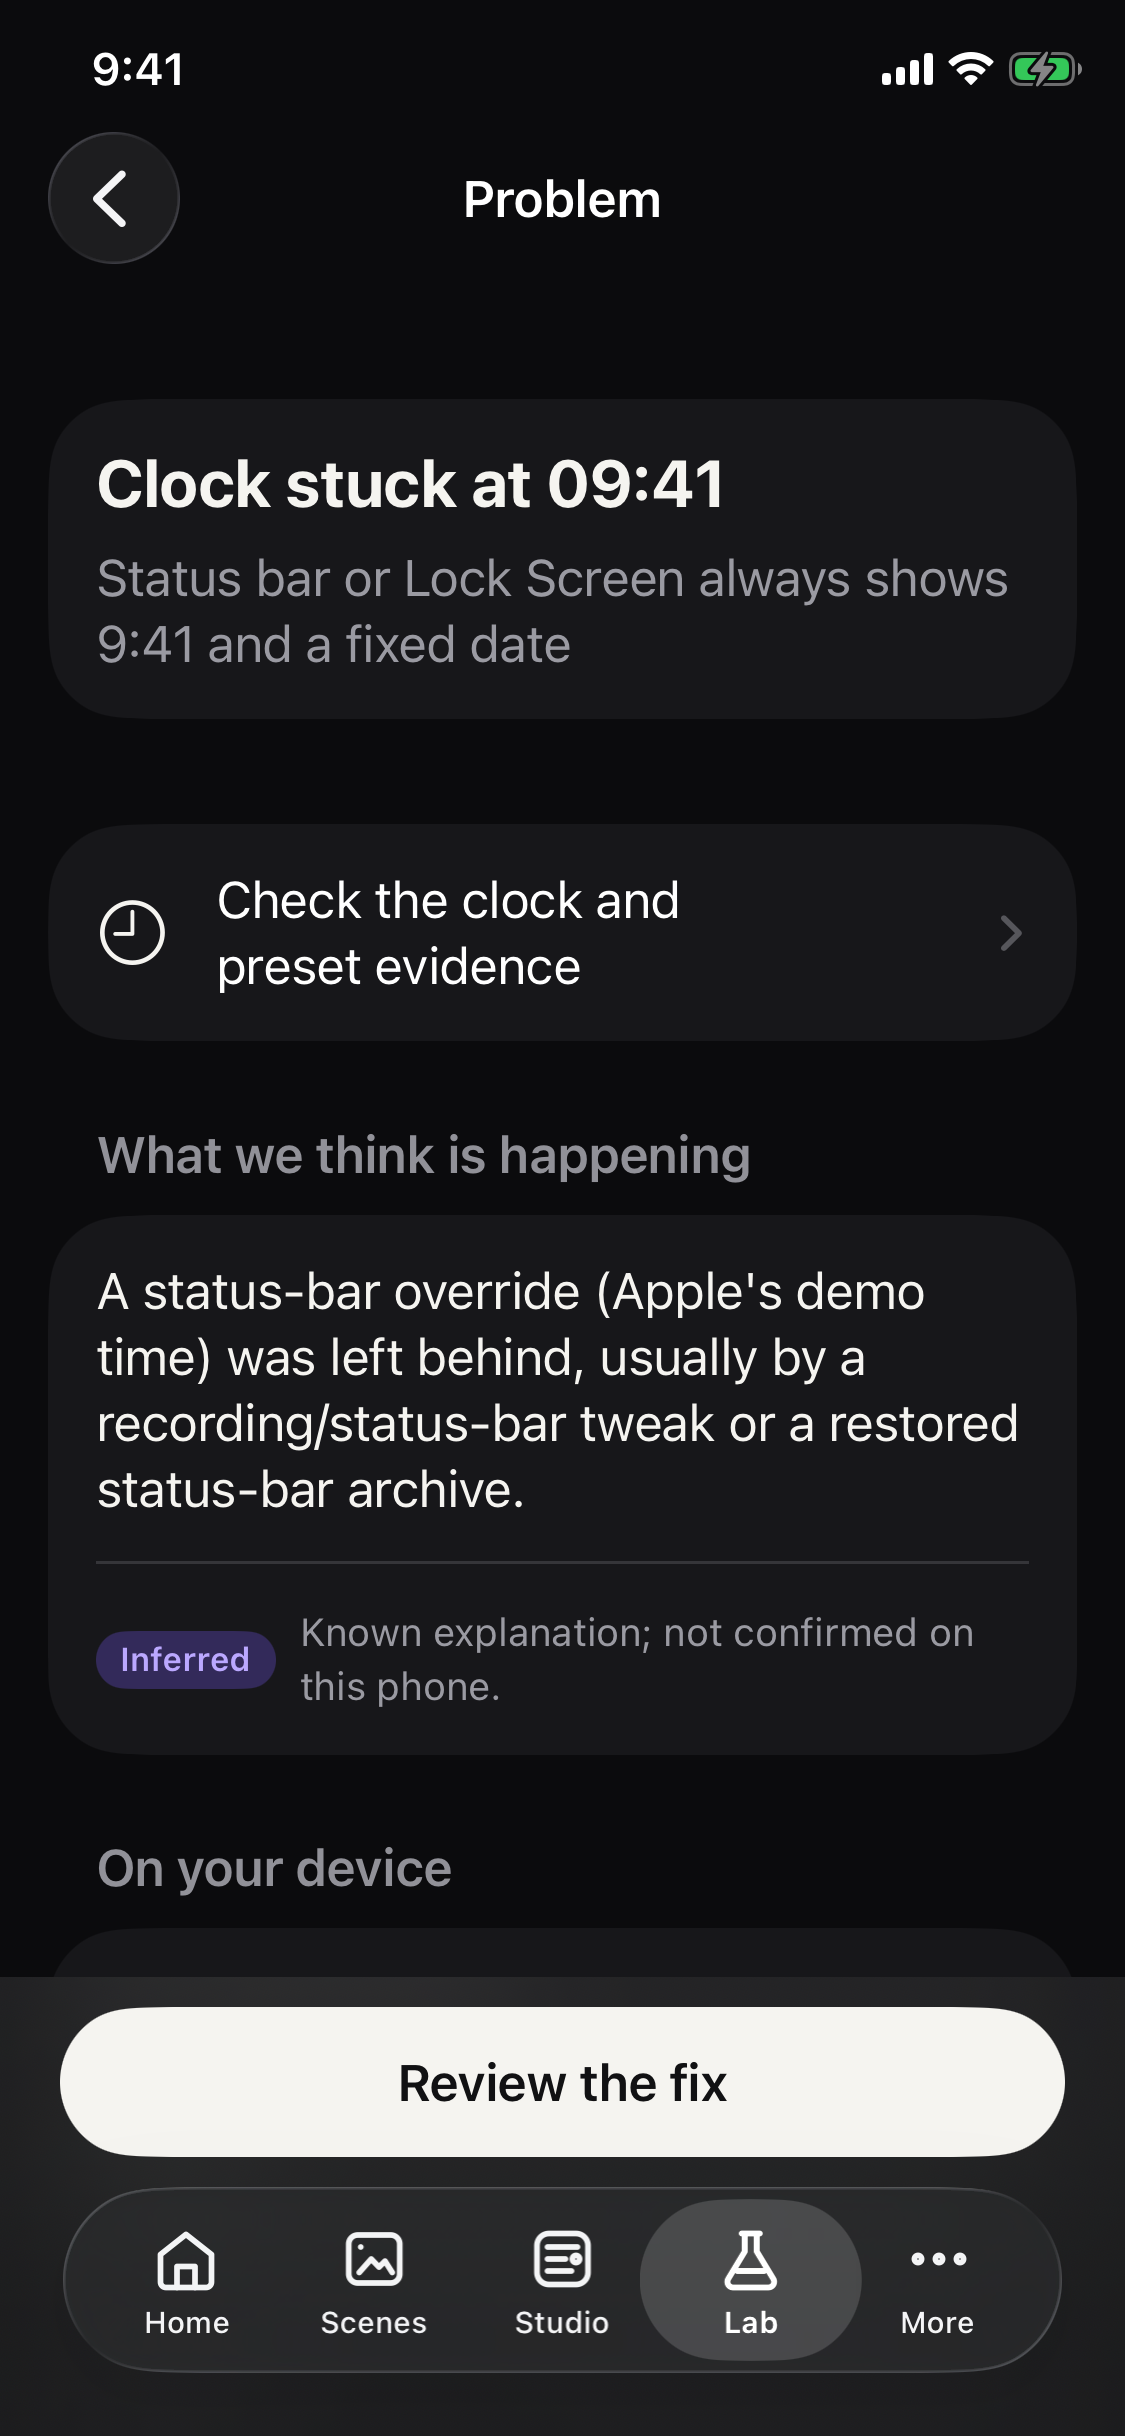 9:41
Problem
Clock stuck at 09:41
Status bar or Lock Screen always shows
9:41 and a fixed date
Check the clock and
preset evidence
What we think is happening
A status-bar override (Apple's demo
time) was left behind, usually by a
recording/status-bar tweak or a restored
status-bar archive.
Inferred
Known explanation; not confirmed on
this phone.
On your device
Review the fix
Home
Scenes
Studio
Lab
More